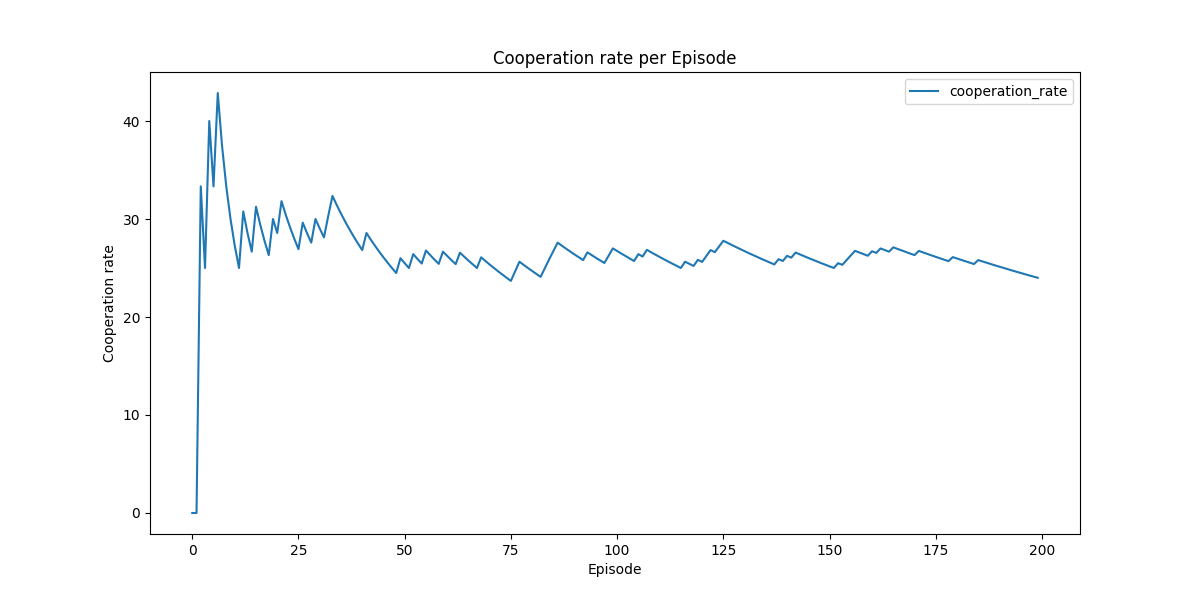 Cooperation rate per Episode
cooperation_rate
Cooperation rate
40
30
20
10
0
0 25 50 75 100 125 150 175 200
Episode